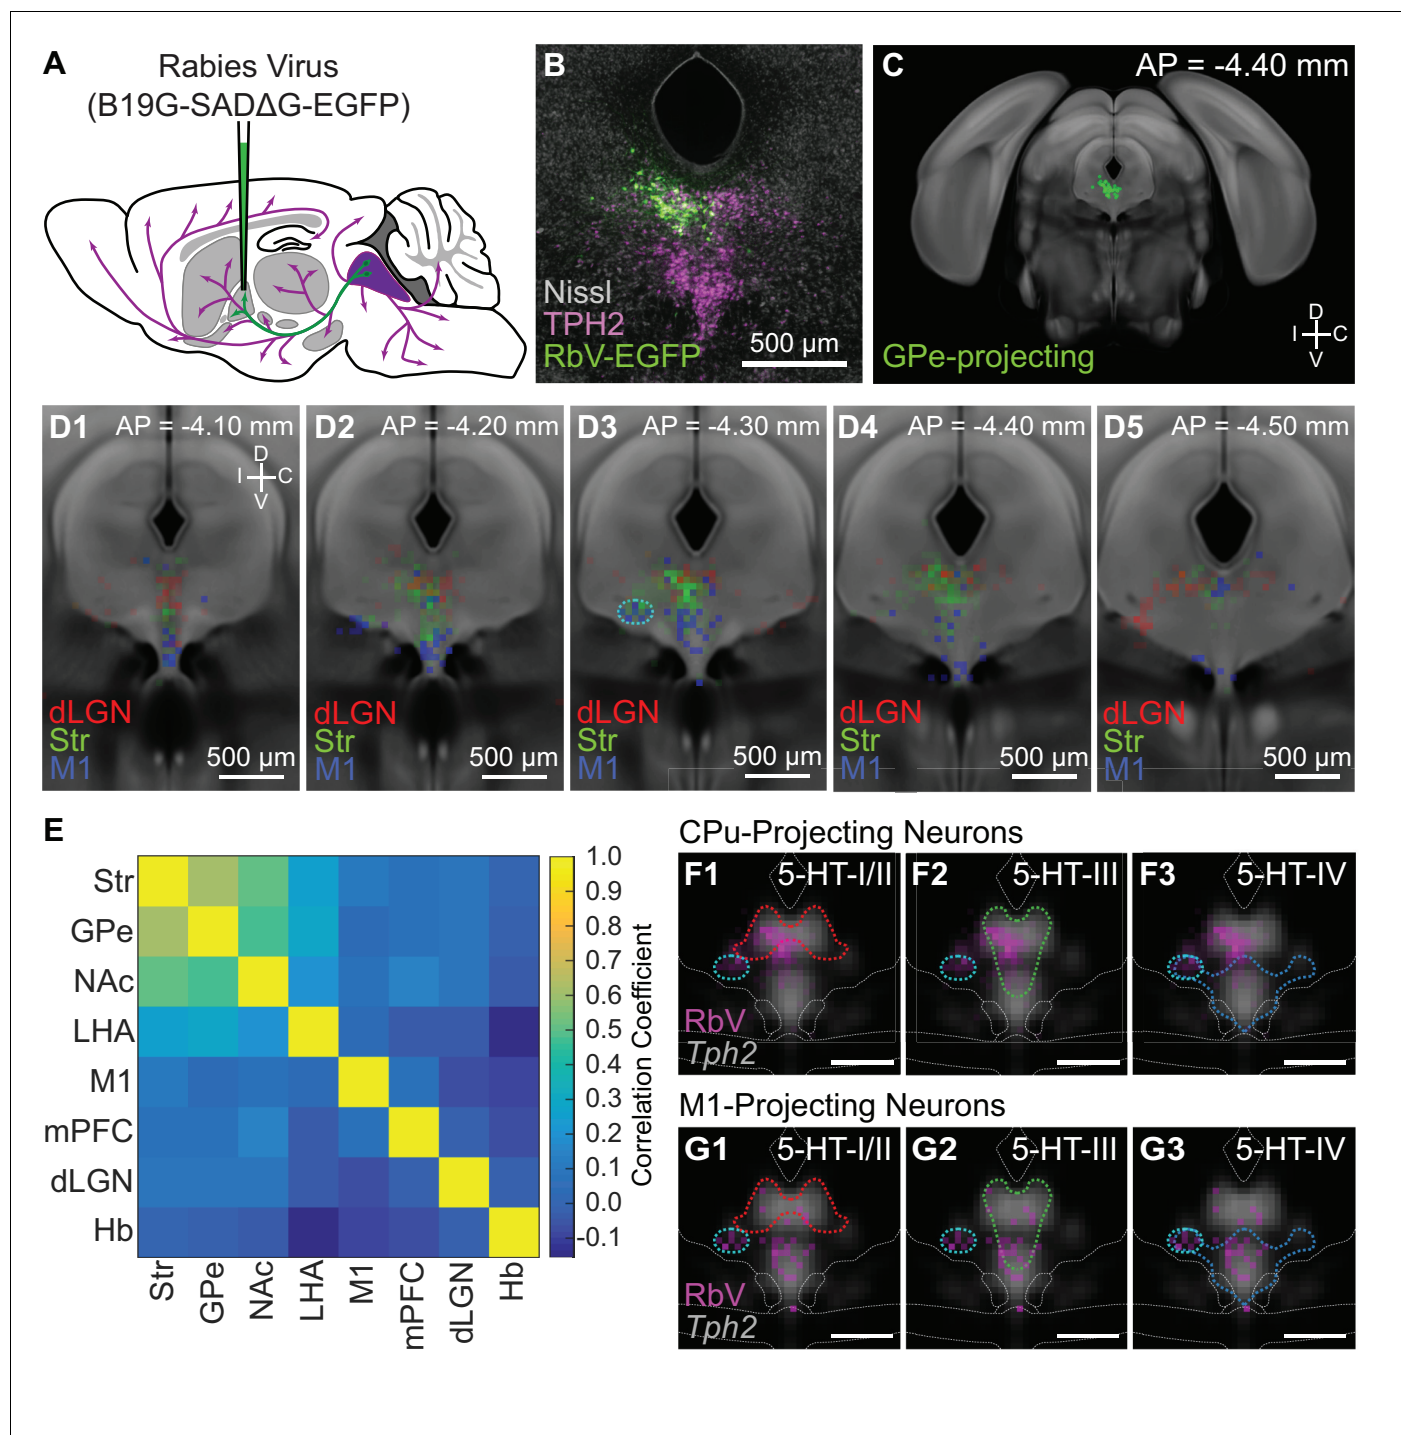 A
Rabies Virus
(B19G-SADΔG-EGFP)
B
Nissl
TPH2
RbV-EGFP
500 µm
C
AP = -4.40 mm
GPe-projecting
D
I C
V
D1 AP = -4.10 mm
D
I C
V
dLGN
Str
M1
500 µm
D2 AP = -4.20 mm
dLGN
Str
M1
500 µm
D3 AP = -4.30 mm
dLGN
Str
M1
500 µm
D4 AP = -4.40 mm
dLGN
Str
M1
500 µm
D5 AP = -4.50 mm
dLGN
Str
M1
500 µm
E
Str
GPe
NAc
LHA
M1
mPFC
dLGN
Hb
Str GPe NAc LHA M1 mPFC dLGN Hb
1.0
0.9
0.8
0.7
0.6
0.5
0.4
0.3
0.2
0.1
0.0
-0.1
Correlation Coefficient
CPu-Projecting Neurons
F1 5-HT-I/II
RbV
Tph2
F2 5-HT-III
F3 5-HT-IV
M1-Projecting Neurons
G1 5-HT-I/II
RbV
Tph2
G2 5-HT-III
G3 5-HT-IV